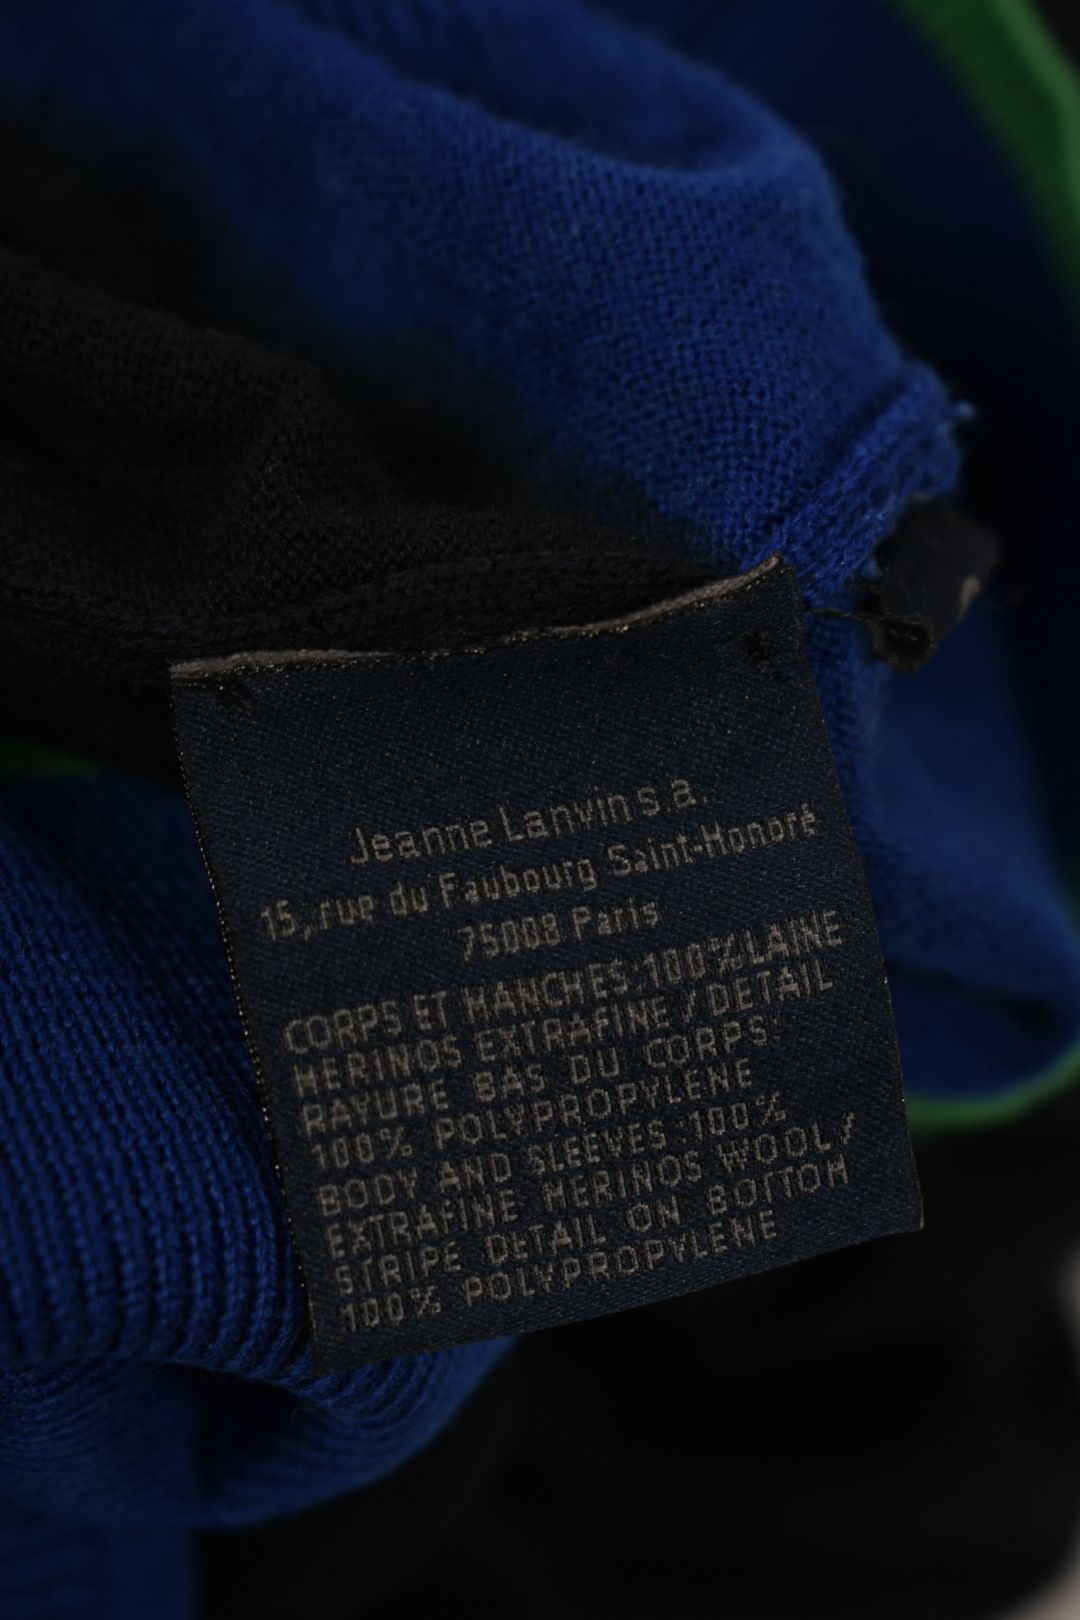 Jeanne Lanvin s.a.
15, rue du Faubourg Saint-Honoré
75008 Paris
CORPS ET MANCHES:100%LAINE
MERINOS EXTRAFINE / DETAIL
RAYURE BAS DU CORPS:
100% POLYPROPYLENE
BODY AND SLEEVES :100%
EXTRAFINE MERINOS WOOL /
STRIPE DETAIL ON BOTTOM
100% POLYPROPYLENE